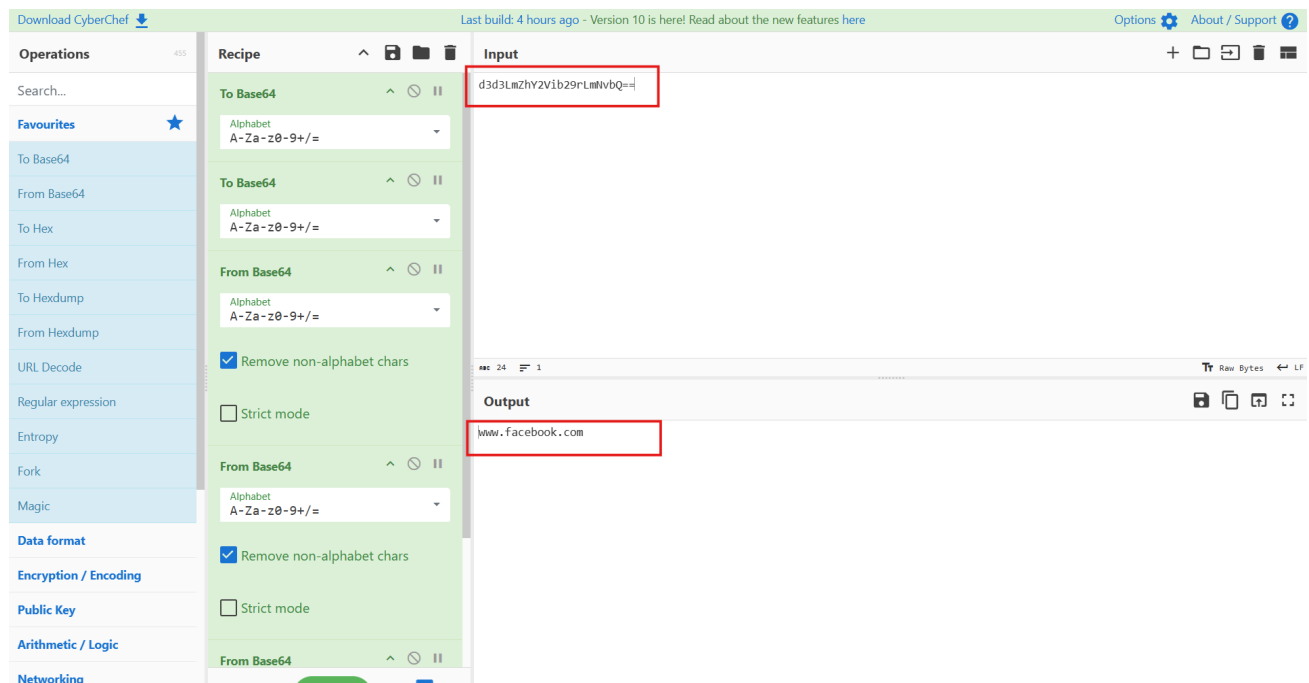 Download CyberChef
Last build: 4 hours ago - Version 10 is here! Read about the new features here
Options
About / Support
Operations
455
Search...
Favourites
To Base64
From Base64
To Hex
From Hex
To Hexdump
From Hexdump
URL Decode
Regular expression
Entropy
Fork
Magic
Data format
Encryption / Encoding
Public Key
Arithmetic / Logic
Networking
Recipe
To Base64
Alphabet
A-Za-z0-9+/=
To Base64
Alphabet
A-Za-z0-9+/=
From Base64
Alphabet
A-Za-z0-9+/=
Remove non-alphabet chars
Strict mode
From Base64
Alphabet
A-Za-z0-9+/=
Remove non-alphabet chars
Strict mode
From Base64
Input
d3d3LmZhY2Vib29rLmNvbQ==
ABC 24 1
Tr Raw Bytes LF
Output
www.facebook.com